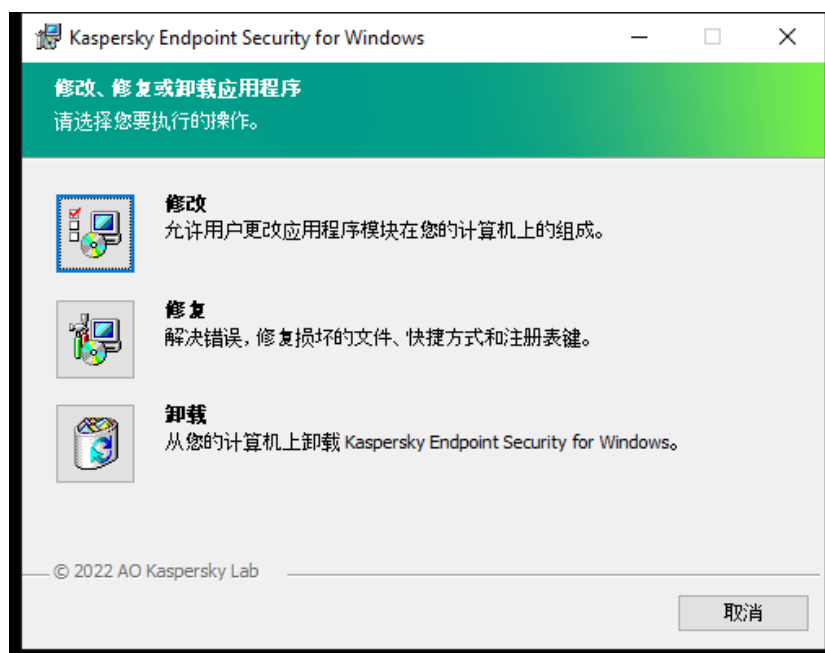 Kaspersky Endpoint Security for Windows
修改、修复或卸载应用程序
请选择您要执行的操作。
修改
允许用户更改应用程序模块在您的计算机上的组成。
修复
解决错误，修复损坏的文件、快捷方式和注册表键。
卸载
从您的计算机上卸载 Kaspersky Endpoint Security for Windows。
© 2022 AO Kaspersky Lab
取消